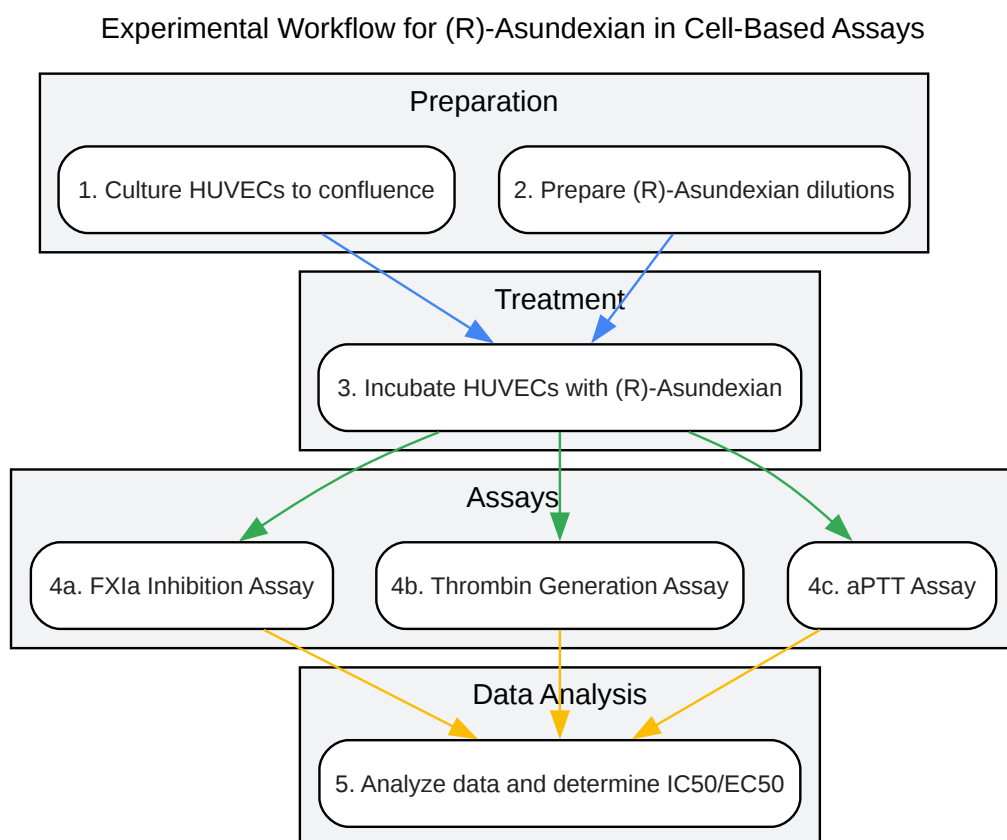 Experimental Workflow for (R)-Asundexian in Cell-Based Assays
Preparation
1. Culture HUVECs to confluence
2. Prepare (R)-Asundexian dilutions
Treatment
3. Incubate HUVECs with (R)-Asundexian
Assays
4a. FXIa Inhibition Assay
4b. Thrombin Generation Assay
4c. aPTT Assay
Data Analysis
5. Analyze data and determine IC50/EC50